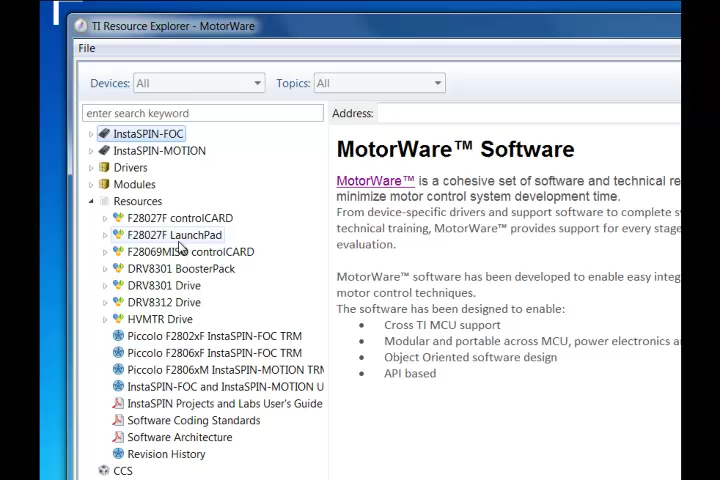 TI Resource Explorer - MotorWare
File
Devices: All Topics: All
enter search keyword
Address:
InstaSPIN-FOC
InstaSPIN-MOTION
Drivers
Modules
Resources
F28027F controlCARD
F28027F LaunchPad
controlCARD
DRV8301 BoosterPack
DRV8301 Drive
DRV8312 Drive
HVMTR Drive
Piccolo F2802xF InstaSPIN-FOC TRM
Piccolo F2806xF InstaSPIN-FOC TRM
Piccolo F2806xM InstaSPIN-MOTION TRM
InstaSPIN-FOC and InstaSPIN-MOTION U
InstaSPIN Projects and Labs User's Guide
Software Coding Standards
Software Architecture
Revision History
CCS
MotorWare™ Software
MotorWare™ is a cohesive set of software and technical re
minimize motor control system development time.
From device-specific drivers and support software to complete s
technical training, MotorWare™ provides support for every stage
evaluation.
MotorWare™ software has been developed to enable easy integ
motor control techniques.
The software has been designed to enable:
• Cross TI MCU support
• Modular and portable across MCU, power electronics a
• Object Oriented software design
• API based